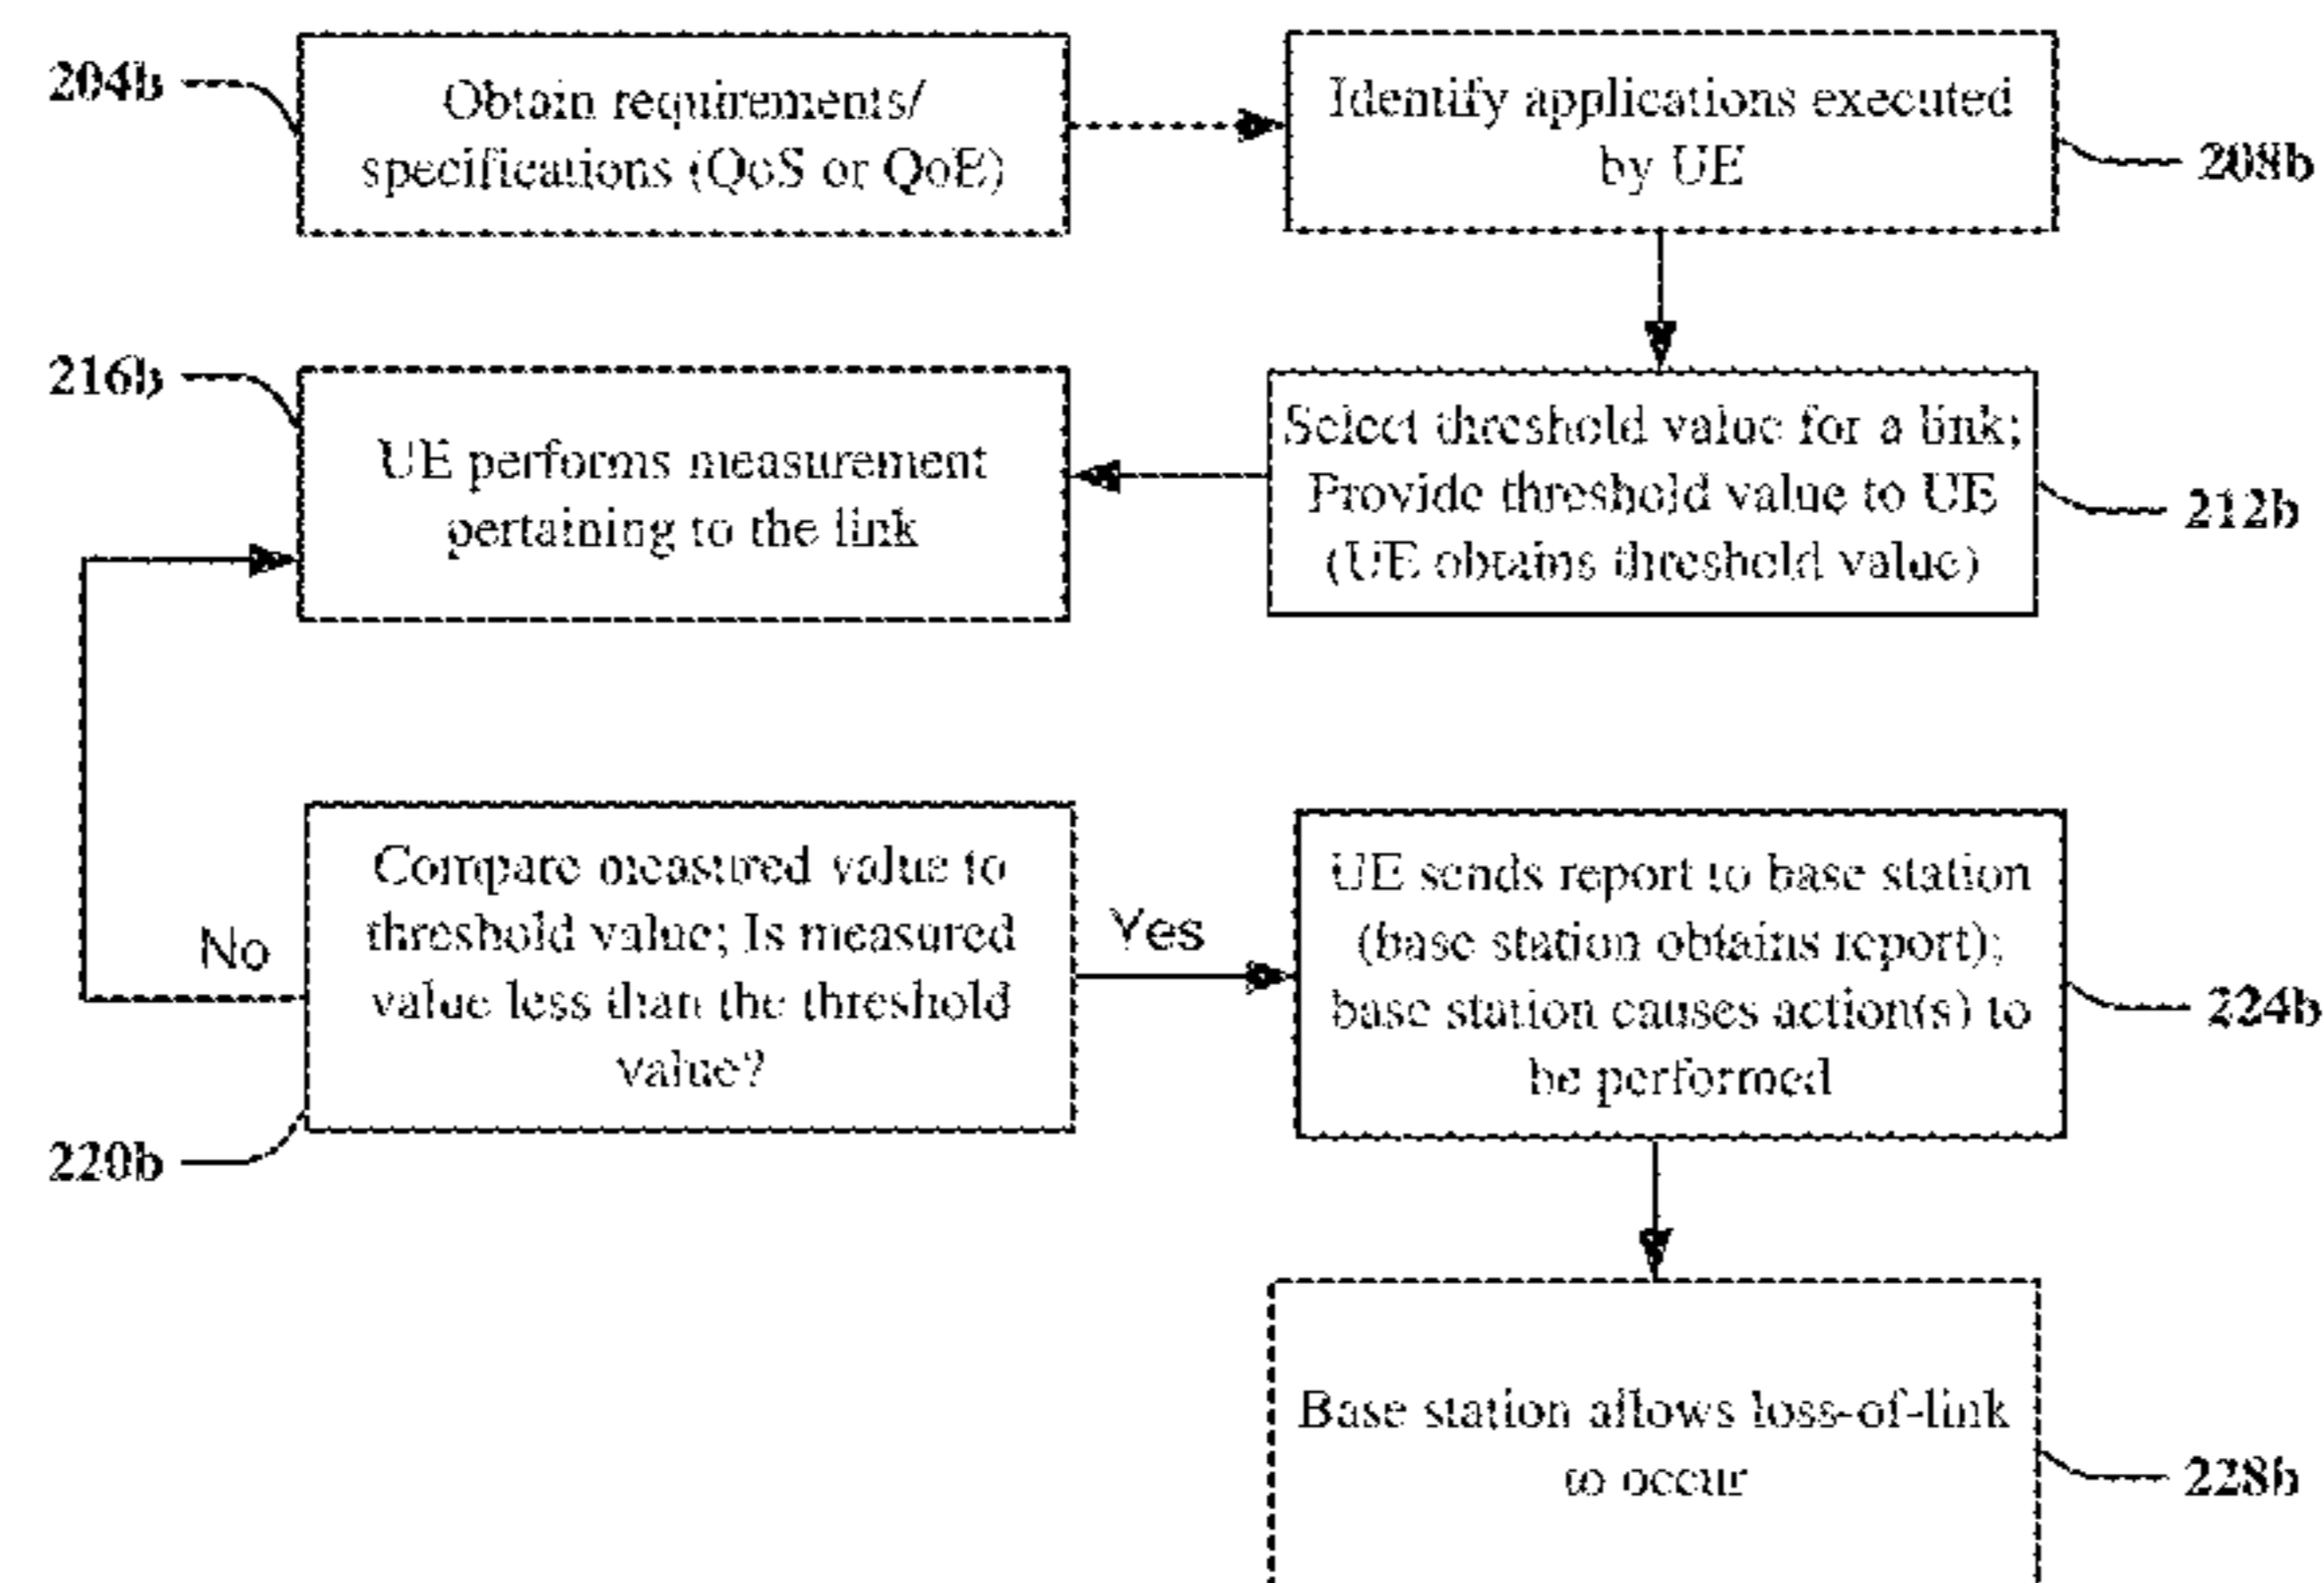 204b
Obtain requirements/
specifications (QoS or QoE)
Identify applications executed
by UE
208b
216b
UE performs measurement
pertaining to the link
Select threshold value for a link;
Provide threshold value to UE
(UE obtains threshold value)
212b
No
Compare measured value to
threshold value; Is measured
value less than the threshold
value?
220b
Yes
UE sends report to base station
(base station obtains report);
base station causes action(s) to
be performed
224b
Base station allows loss-of-link
to occur
228b